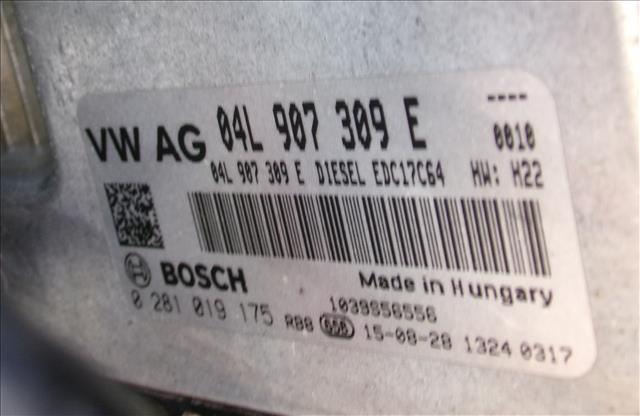 VW AG 04L 907 309 E ----
0010
04L 907 309 E DIESEL EDC17C64 HW: H22
BOSCH Made in Hungary
0 281 019 175 RB8 1039S56556
15-08-28 1324 0317